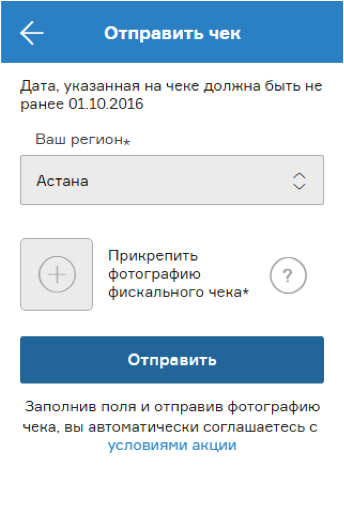 Отправить чек
Дата, указанная на чеке должна быть не
ранее 01.10.2016
Ваш регион*
Астана
Прикрепить
фотографию
фискального чека*
?
Отправить
Заполнив поля и отправив фотографию
чека, вы автоматически соглашаетесь с
условиями акции